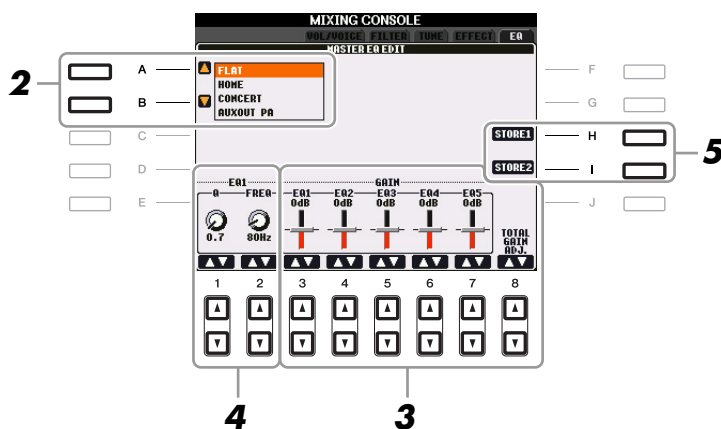 MIXING CONSOLE
VOL/VOICE FILTER TUNE EFFECT EQ
MASTER EQ EDIT
2
A
FLAT
F
HOME
B
CONCERT
G
AUXOUT PA
C
STORE1
H
5
D
STORE2
I
EQ1
GAIN
Q
FREQ
EQ1
EQ2
EQ3
EQ4
EQ5
E
0dB
0dB
0dB
0dB
0dB
J
0.7
80Hz
TOTAL
GAIN
ADJ.
1
2
3
4
5
6
7
8
4
3